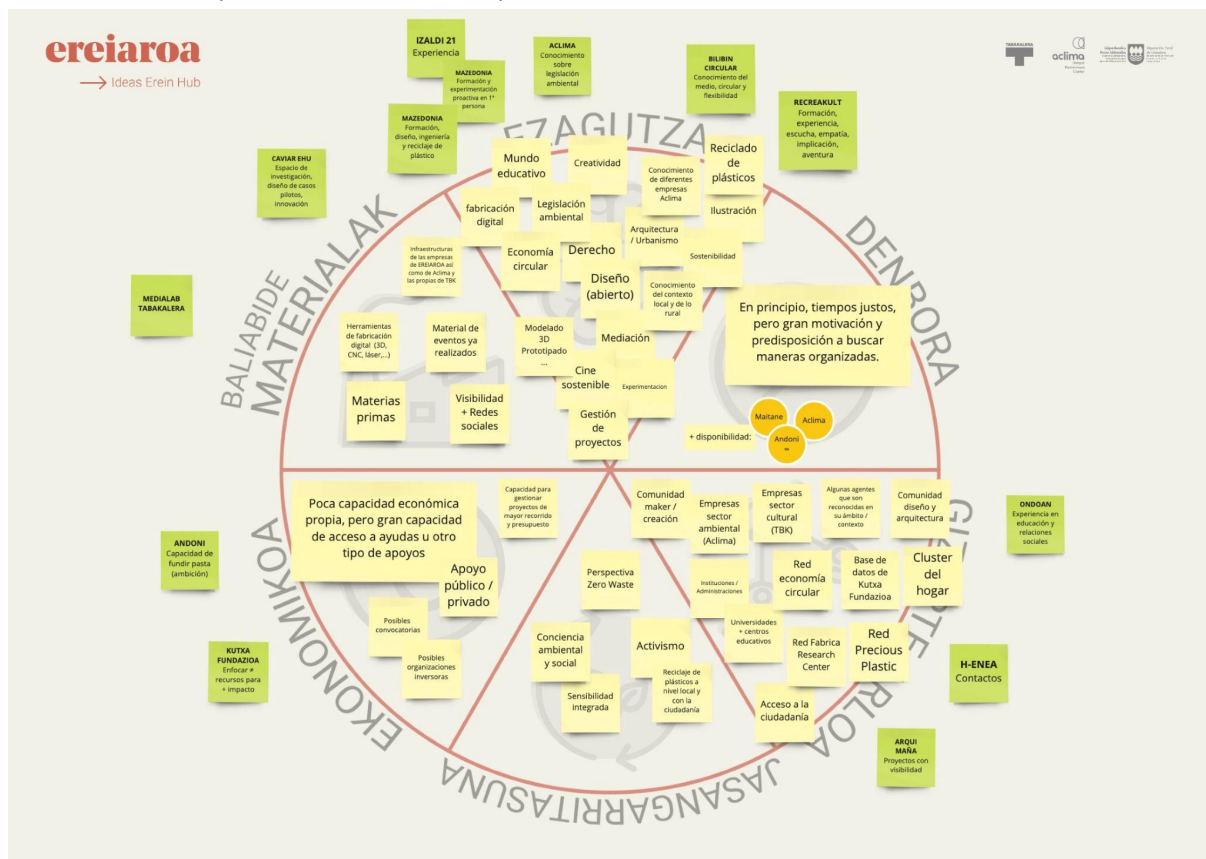 ereiaroa
→ Ideas Erein Hub
TABAKALERA
aclima
IZALDI 21
Experiencia
MAZEDONIA
Formación y
experimentación
proactiva en 1ª
persona
MAZEDONIA
Formación,
diseño, ingeniería
y reciclaje de
plástico
ACLIMA
Conocimiento
sobre
legislación
ambiental
BILIBIN
CIRCULAR
Conocimiento del
medio, circular y
flexibilidad
RECREAKULT
Formación,
experiencia,
escucha, empatía,
implicación,
aventura
CAVIAR EHU
Espacio de
investigación,
diseño de casos
pilotos,
innovación
MEDIALAB
TABAKALERA
EZAGUTZA
Mundo
educativo
Creatividad
Conocimiento
de diferentes
empresas
Aclima
Reciclado
de
plásticos
fabricación
digital
Legislación
ambiental
Arquitectura
/ Urbanismo
Ilustración
Economía
circular
Derecho
Sostenibilidad
Diseño
(abierto)
Conocimiento
del contexto
local y de lo
rural
Modelado
3D
Prototipado
...
Mediación
Cine
sostenible
Experimentacion
Gestión
de
proyectos
BALIABIDE
MATERIALAK
Infraestructuras
de las empresas
de EREIAROA así
como de Aclima y
las propias de TBK
Herramientas
de fabricación
digital (3D,
CNC, láser,...)
Material de
eventos ya
realizados
Materias
primas
Visibilidad
+ Redes
sociales
DENBORA
En principio, tiempos justos,
pero gran motivación y
predisposición a buscar
maneras organizadas.
+ disponibilidad:
Maitane
Aclima
Andoni
∞
EKONOMIKOA
Poca capacidad económica
propia, pero gran capacidad
de acceso a ayudas u otro
tipo de apoyos
Capacidad para
gestionar
proyectos de
mayor recorrido y
presupuesto
Apoyo
público /
privado
Posibles
convocatorias
Posibles
organizaciones
inversoras
ANDONI
Capacidad de
fundir pasta
(ambición)
KUTXA
FUNDAZIOA
Enfocar ≠
recursos para
+ impacto
JASANGARRITASUNA
Perspectiva
Zero Waste
Conciencia
ambiental
y social
Activismo
Sensibilidad
integrada
Reciclaje de
plásticos a
nivel local y
con la
ciudadanía
Comunidad
maker /
creación
Empresas
sector
ambiental
(Aclima)
Empresas
sector
cultural
(TBK)
Algunas agentes
que son
reconocidas en
su ámbito /
contexto
Comunidad
diseño y
arquitectura
Instituciones /
Administraciones
Red
economía
circular
Base de
datos de
Kutxa
Fundazioa
Cluster
del
hogar
Universidades
+ centros
educativos
Red Fabrica
Research
Center
Red
Precious
Plastic
Acceso a la
ciudadanía
ONDOAN
Experiencia en
educación y
relaciones
sociales
H-ENEA
Contactos
ARQUI
MAÑA
Proyectos con
visibilidad